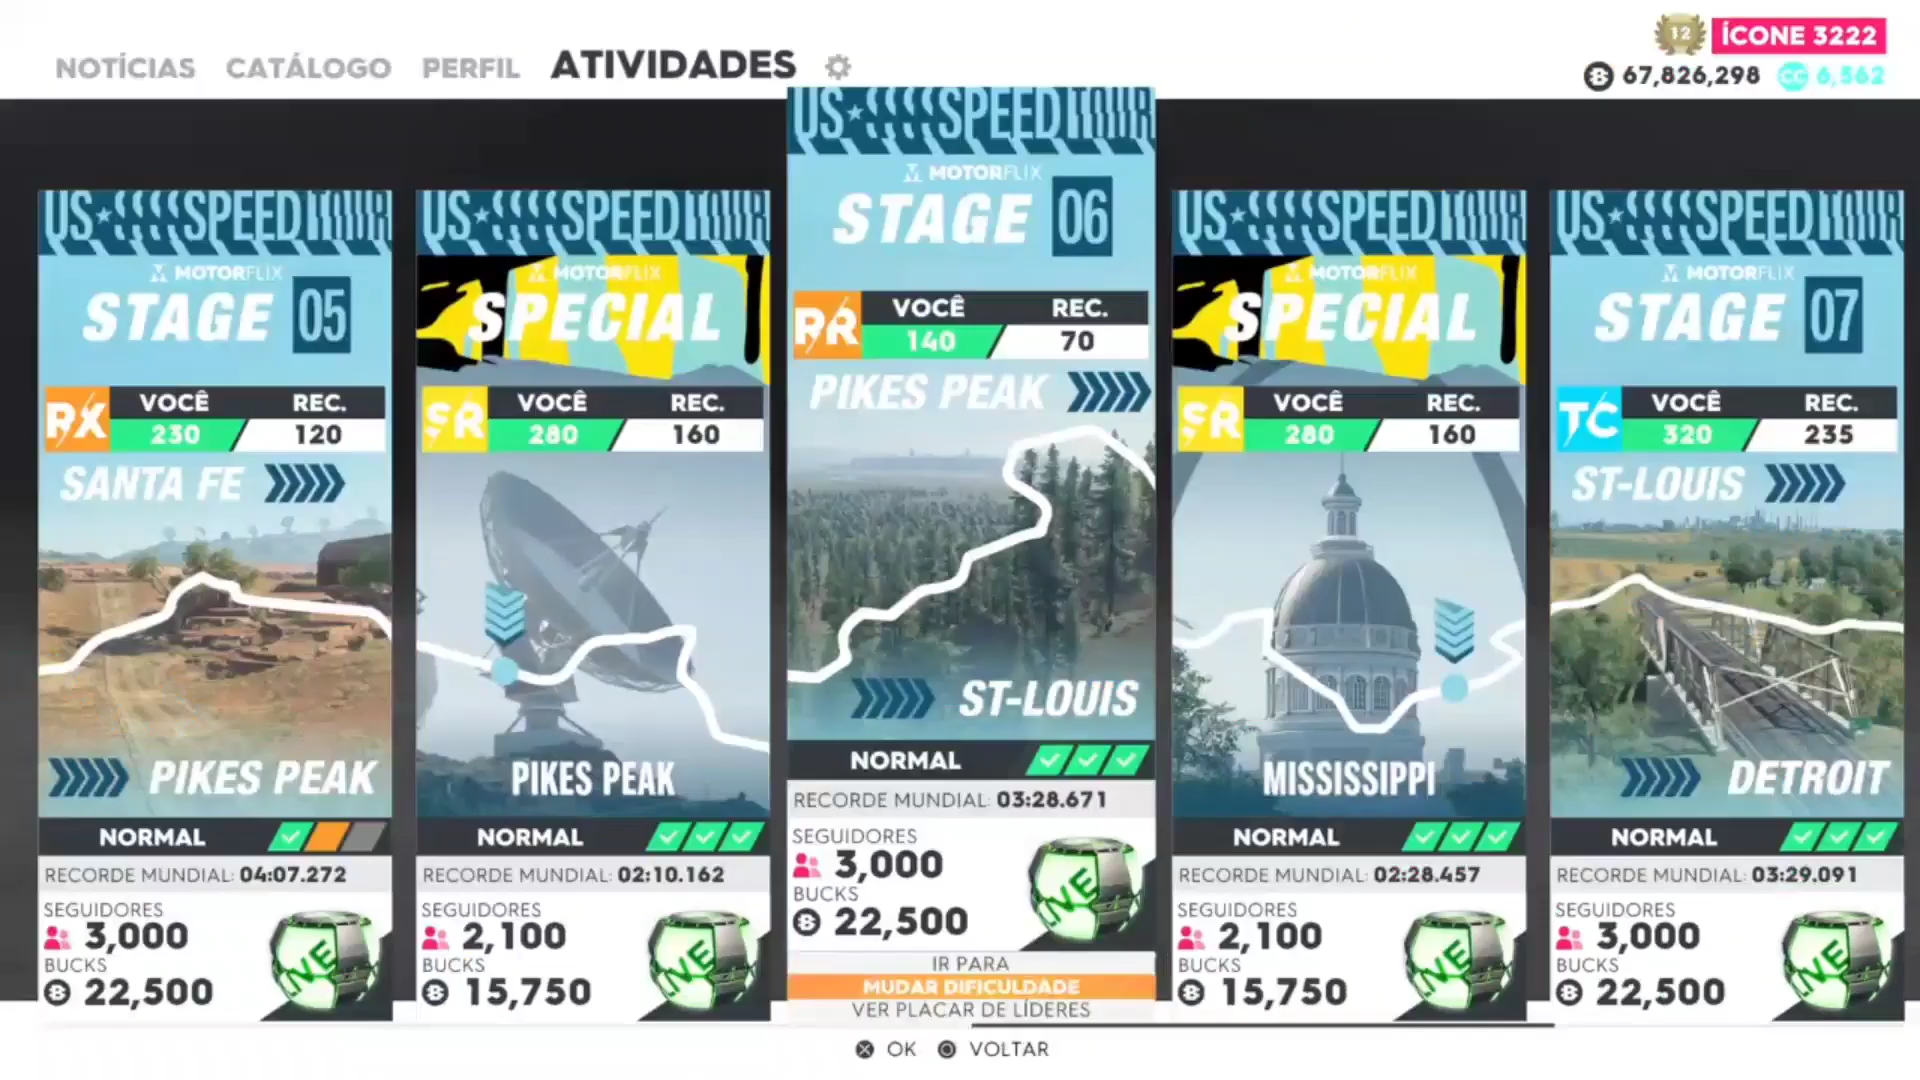 12 ÍCONE 3222
NOTÍCIAS CATÁLOGO PERFIL ATIVIDADES
67,826,298 CC 6,562
US SPEED TOUR
MOTORFLIX
STAGE 05
RX VOCÊ REC.
230 120
SANTA FE
PIKES PEAK
NORMAL
RECORDE MUNDIAL: 04:07.272
SEGUIDORES
3,000
BUCKS
22,500
LIVE
US SPEED TOUR
MOTORFLIX
SPECIAL
SR VOCÊ REC.
280 160
PIKES PEAK
NORMAL
RECORDE MUNDIAL: 02:10.162
SEGUIDORES
2,100
BUCKS
15,750
LIVE
US SPEED TOUR
MOTORFLIX
STAGE 06
RR VOCÊ REC.
140 70
PIKES PEAK
ST-LOUIS
NORMAL
RECORDE MUNDIAL: 03:28.671
SEGUIDORES
3,000
BUCKS
22,500
LIVE
IR PARA
MUDAR DIFICULDADE
VER PLACAR DE LÍDERES
US SPEED TOUR
MOTORFLIX
SPECIAL
SR VOCÊ REC.
280 160
MISSISSIPPI
NORMAL
RECORDE MUNDIAL: 02:28.457
SEGUIDORES
2,100
BUCKS
15,750
LIVE
US SPEED TOUR
MOTORFLIX
STAGE 07
TC VOCÊ REC.
320 235
ST-LOUIS
DETROIT
NORMAL
RECORDE MUNDIAL: 03:29.091
SEGUIDORES
3,000
BUCKS
22,500
LIVE
OK VOLTAR